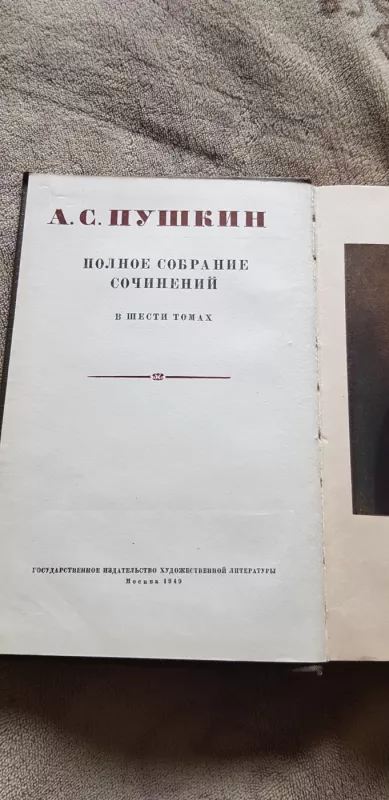 А.С.ПУШКИН
ПОЛНОЕ СОБРАНИЕ
СОЧИНЕНИЙ
В ШЕСТИ ТОМАХ
ГОСУДАРСТВЕННОЕ ИЗДАТЕЛЬСТВО ХУДОЖЕСТВЕННОЙ ЛИТЕРАТУРЫ
Москва 1949